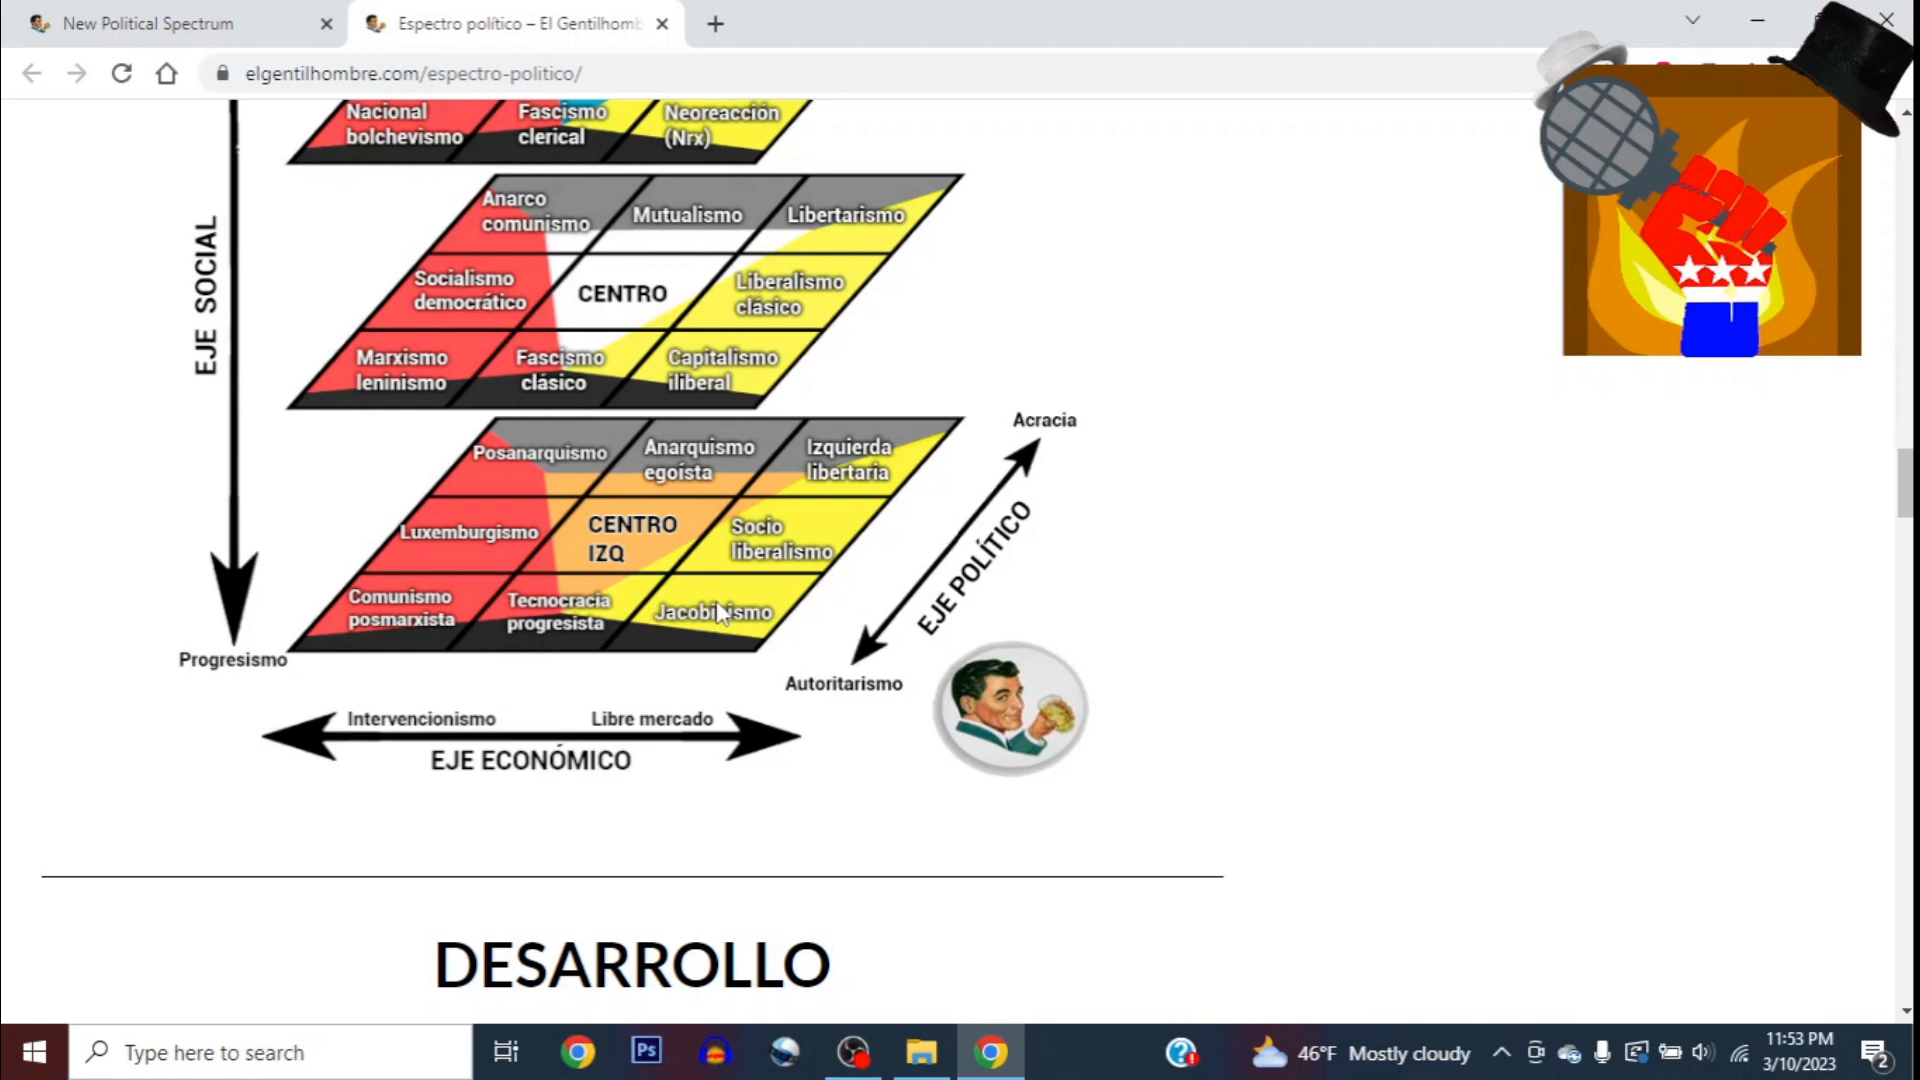 New Political Spectrum
Espectro político – El Gentilhomb
elgentilhombre.com/espectro-politico/
Nacional
bolchevismo
Fascismo
clerical
Neoreacción
(Nrx)
Anarco
comunismo
Mutualismo
Libertarismo
Socialismo
democrático
CENTRO
Liberalismo
clásico
Marxismo
leninismo
Fascismo
clásico
Capitalismo
iliberal
EJE SOCIAL
Posanarquismo
Anarquismo
egoísta
Izquierda
libertaria
Luxemburgismo
CENTRO
IZQ
Socio
liberalismo
Comunismo
posmarxista
Tecnocracia
progresista
Jacobinismo
Progresismo
Acracia
EJE POLÍTICO
Autoritarismo
Intervencionismo
Libre mercado
EJE ECONÓMICO
DESARROLLO
Type here to search
Ps
46°F Mostly cloudy
11:53 PM
3/10/2023
2